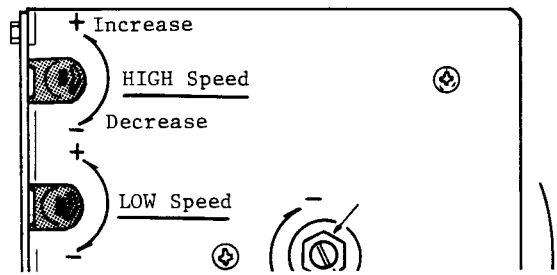 + Increase
HIGH Speed
− Decrease
+
LOW Speed
−
−